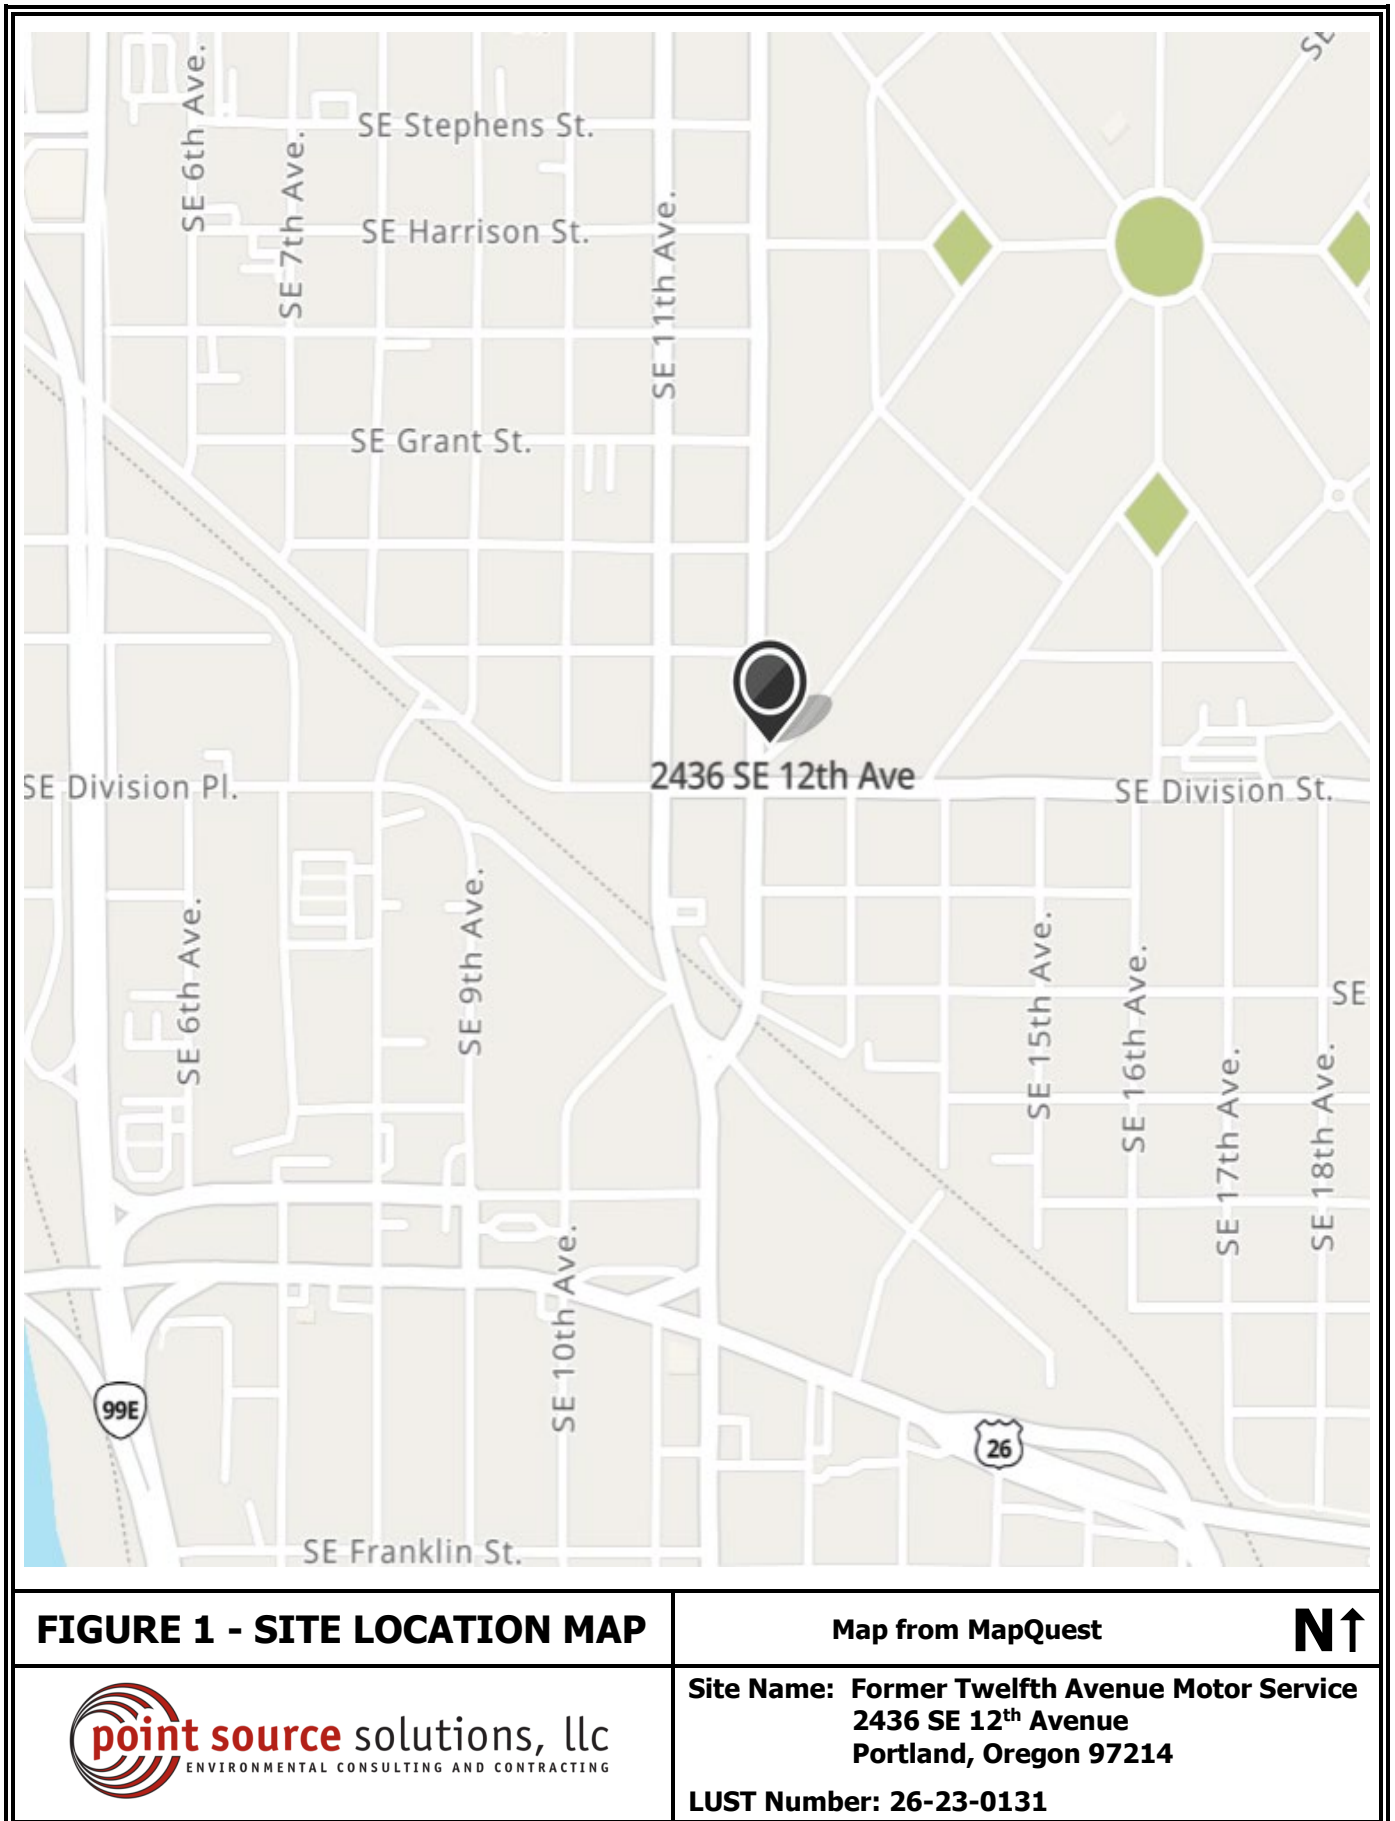 SE
SE 6th Ave.
SE Stephens St.
SE 7th Ave.
SE Harrison St.
SE 11th Ave.
SE Grant St.
2436 SE 12th Ave
SE Division Pl.
SE Division St.
SE 6th Ave.
SE 9th Ave.
SE 15th Ave.
SE 16th Ave.
SE
SE 17th Ave.
SE 18th Ave.
SE 10th Ave.
99E
26
SE Franklin St.
FIGURE 1 - SITE LOCATION MAP
Map from MapQuest
N↑
point source solutions, llc
ENVIRONMENTAL CONSULTING AND CONTRACTING
Site Name: Former Twelfth Avenue Motor Service
2436 SE 12th Avenue
Portland, Oregon 97214
LUST Number: 26-23-0131